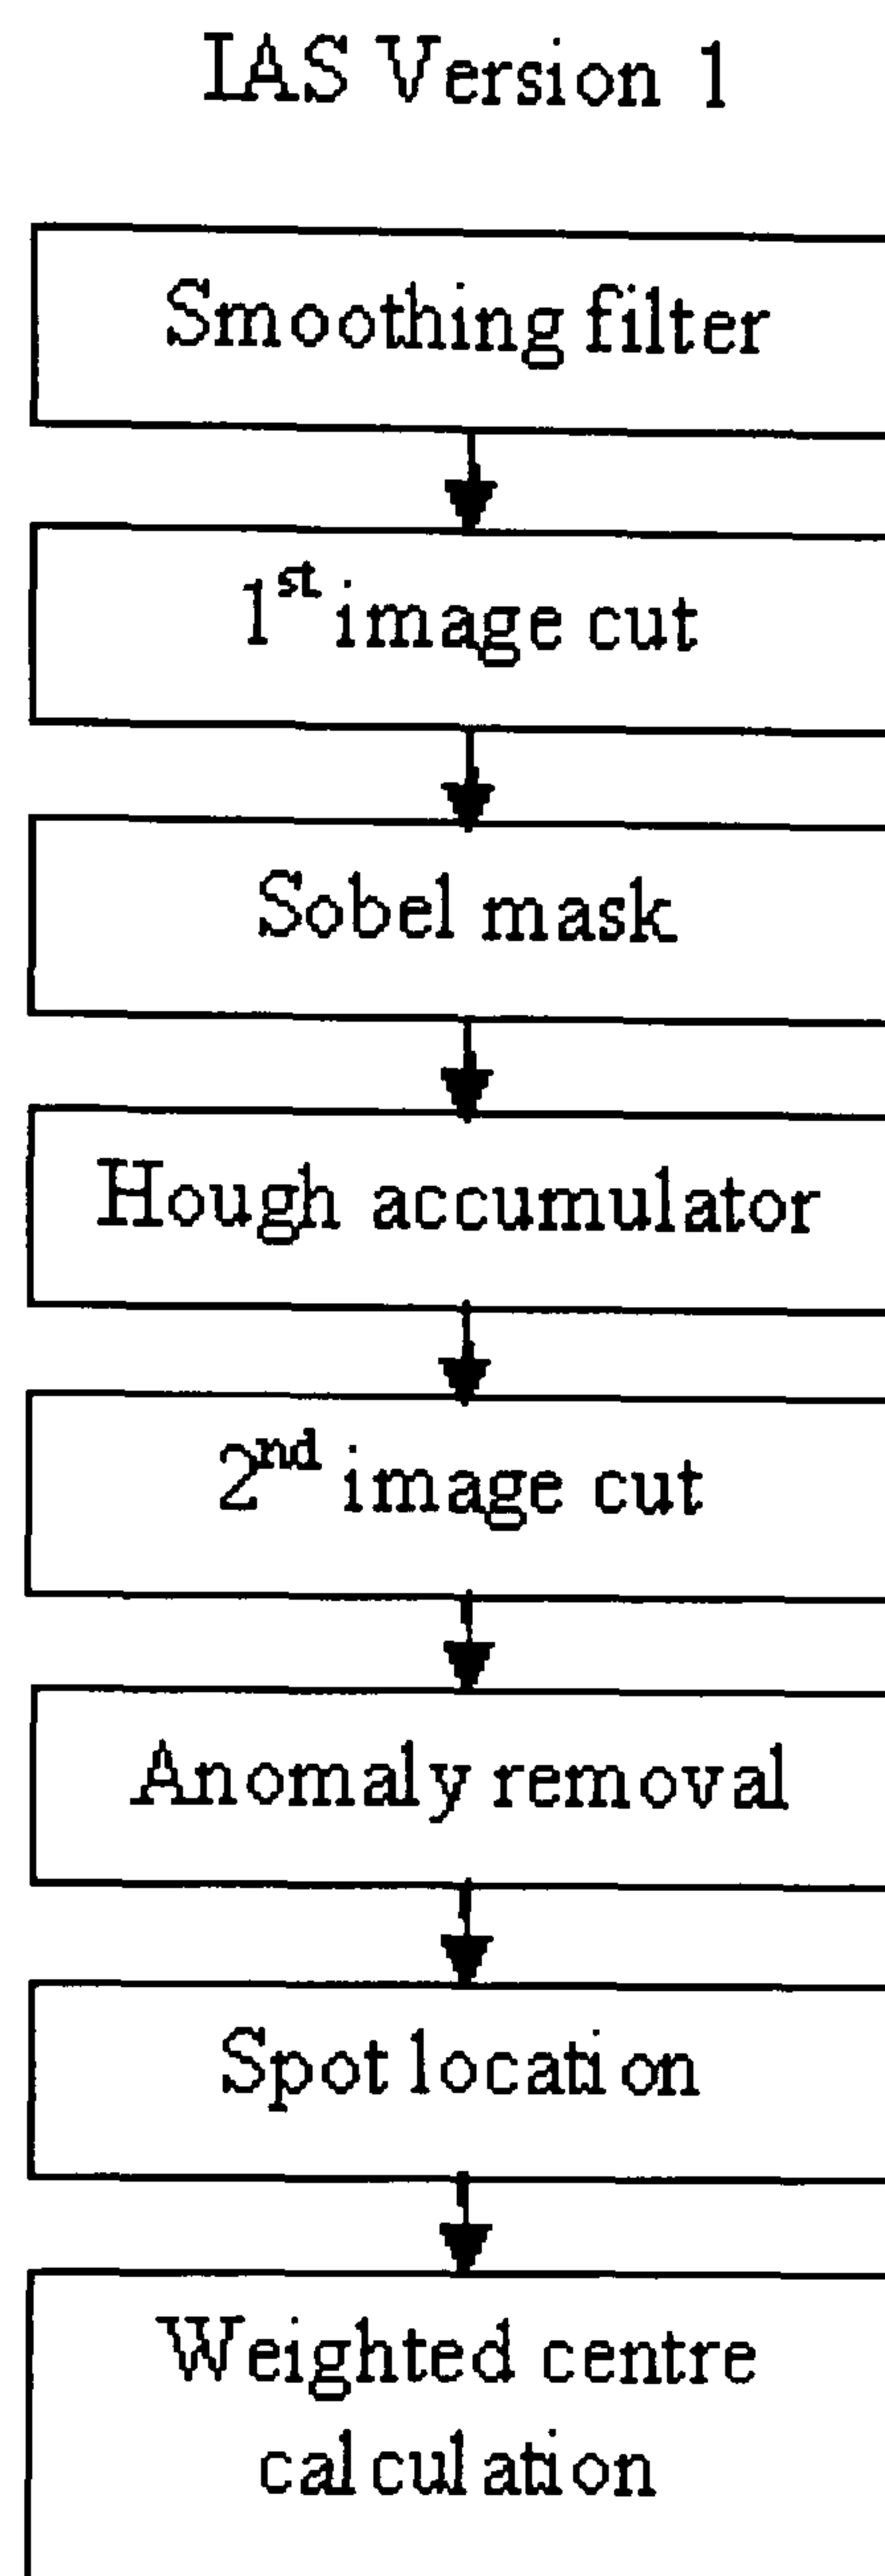 IAS Version 1
Smoothing filter
1st image cut
Sobel mask
Hough accumulator
2nd image cut
Anomaly removal
Spot location
Weighted centre
calculation